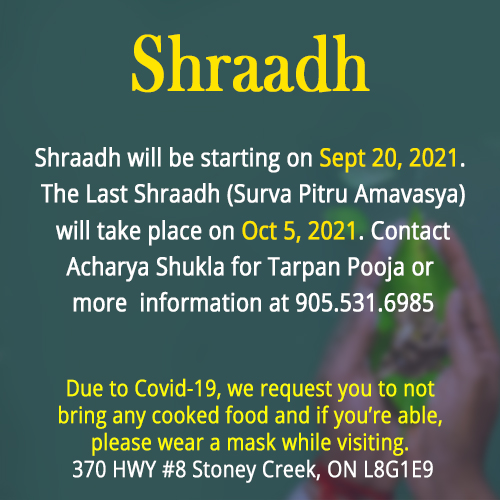 Shraadh
Shraadh will be starting on Sept 20, 2021.
The Last Shraadh (Surva Pitru Amavasya)
will take place on Oct 5, 2021. Contact
Acharya Shukla for Tarpan Pooja or
more information at 905.531.6985
Due to Covid-19, we request you to not
bring any cooked food and if you're able,
please wear a mask while visiting.
370 HWY #8 Stoney Creek, ON L8G1E9